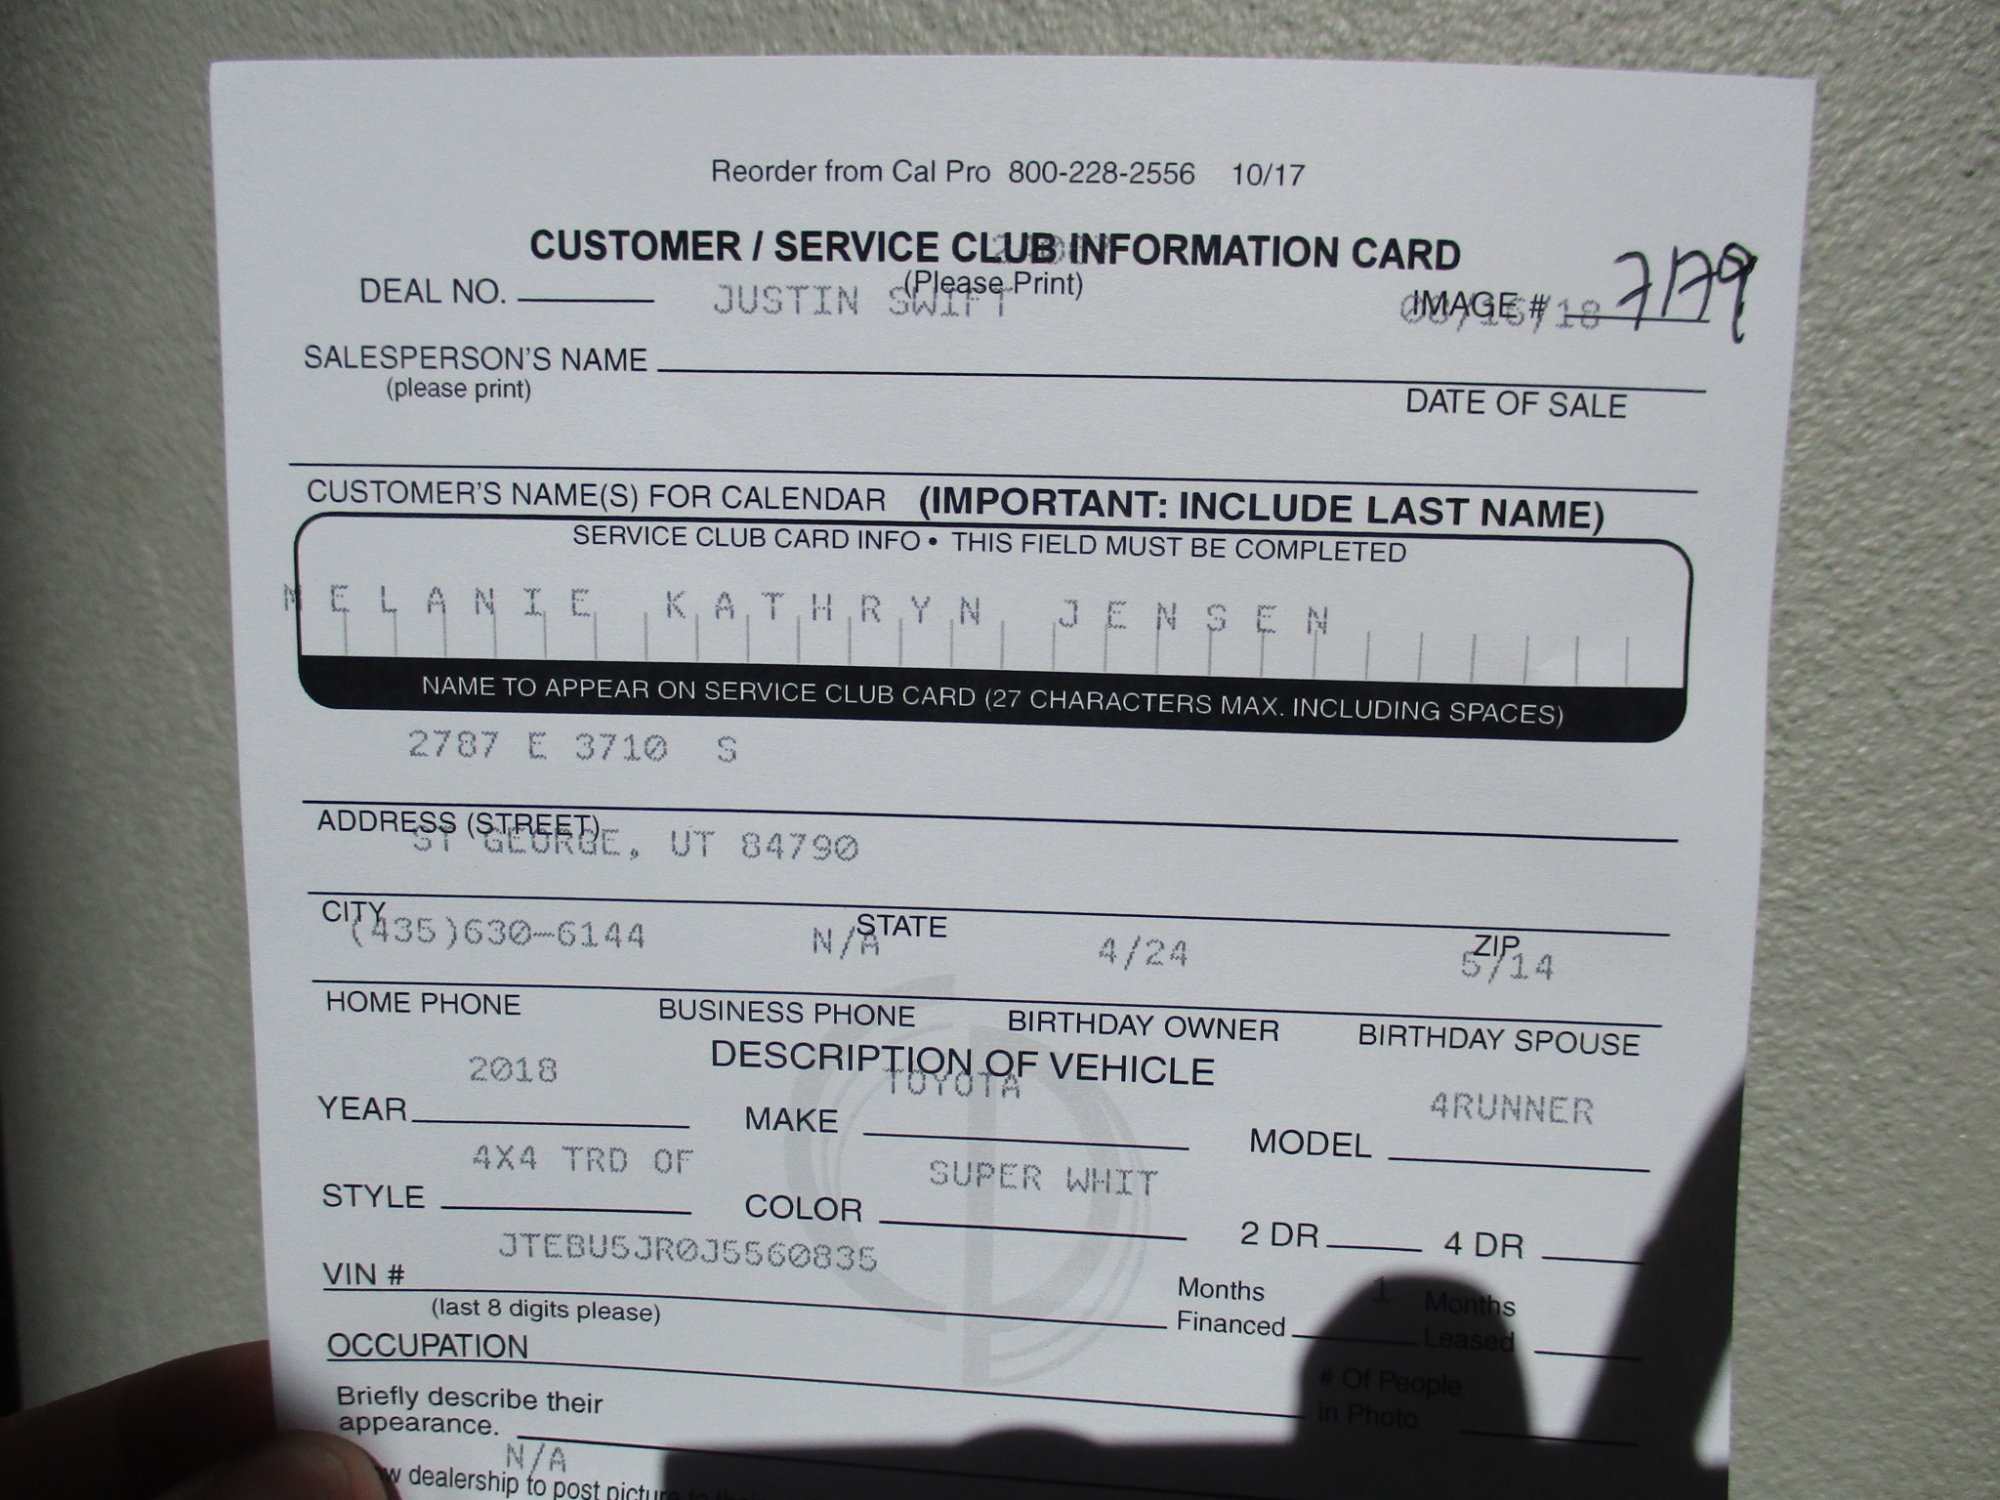 Reorder from Cal Pro 800-228-2556 10/17
CUSTOMER / SERVICE CLUB INFORMATION CARD
(Please Print)
DEAL NO. JUSTIN SWIFT IMAGE # 7179
/18
SALESPERSON'S NAME
(please print)
DATE OF SALE
CUSTOMER'S NAME(S) FOR CALENDAR (IMPORTANT: INCLUDE LAST NAME)
SERVICE CLUB CARD INFO • THIS FIELD MUST BE COMPLETED
MELANIE KATHRYN JENSEN
NAME TO APPEAR ON SERVICE CLUB CARD (27 CHARACTERS MAX. INCLUDING SPACES)
2787 E 3710 S
ADDRESS (STREET)
ST GEORGE, UT 84790
CITY STATE ZIP
(435)630-6144 N/A 4/24 5/14
HOME PHONE BUSINESS PHONE BIRTHDAY OWNER BIRTHDAY SPOUSE
DESCRIPTION OF VEHICLE
2018 TOYOTA 4RUNNER
YEAR MAKE MODEL
4X4 TRD OF SUPER WHIT
STYLE COLOR 2 DR 4 DR
JTEBU5JR0J5560835
VIN #
(last 8 digits please)
Months Financed 1 Months Leased
OCCUPATION
# Of People in Photo
Briefly describe their
appearance.
N/A
dealership to post picture